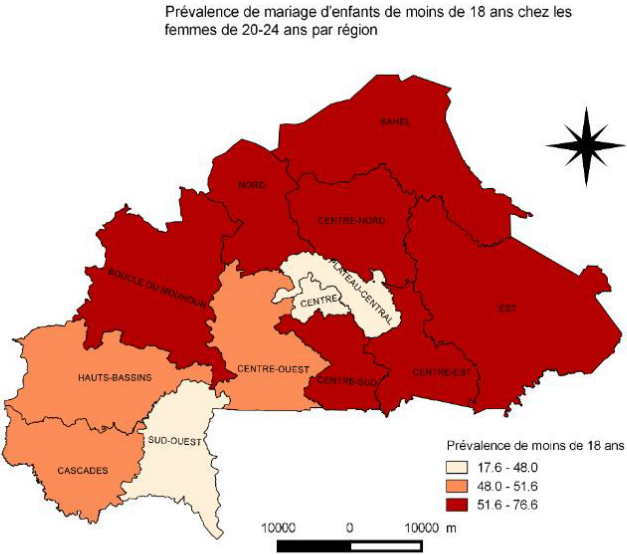 Prévalence de mariage d'enfants de moins de 18 ans chez les
femmes de 20-24 ans par région
SAHEL
NORD
CENTRE-NORD
PLATEAU-CENTRAL
BOUCLE DU MOUHOUN
CENTRE
EST
HAUTS-BASSINS
CENTRE-OUEST
CENTRE-SUD
CENTRE-EST
SUD-OUEST
CASCADES
Prévalence de moins de 18 ans
17.6 - 48.0
48.0 - 51.6
51.6 - 76.6
10000 0 10000 m